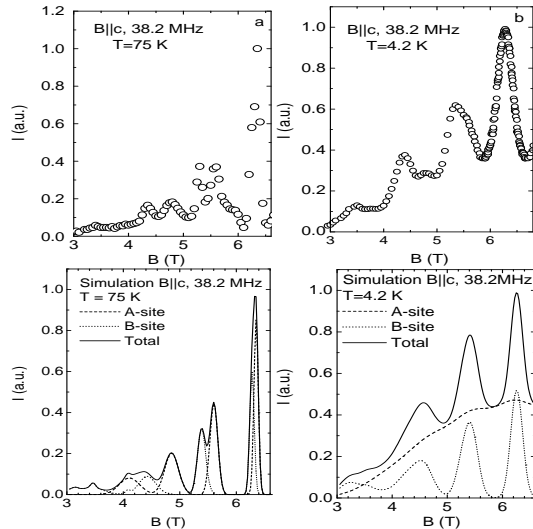 a
B||c, 38.2 MHz
T=75 K
I (a.u.)
1.2
1.0
0.8
0.6
0.4
0.2
0.0
3 4 5 6
B (T)
b
B||c, 38.2 MHz
T=4.2 K
I (a.u.)
1.0
0.8
0.6
0.4
0.2
0.0
3 4 5 6
B (T)
Simulation B||c, 38.2 MHz
T = 75 K
A-site
B-site
Total
I (a.u.)
1.0
0.8
0.6
0.4
0.2
0.0
3 4 5 6
B (T)
Simulation B||c, 38.2MHz
T=4.2 K
A-site
B-site
Total
I (a.u.)
1.0
0.8
0.6
0.4
0.2
0.0
3 4 5 6
B (T)